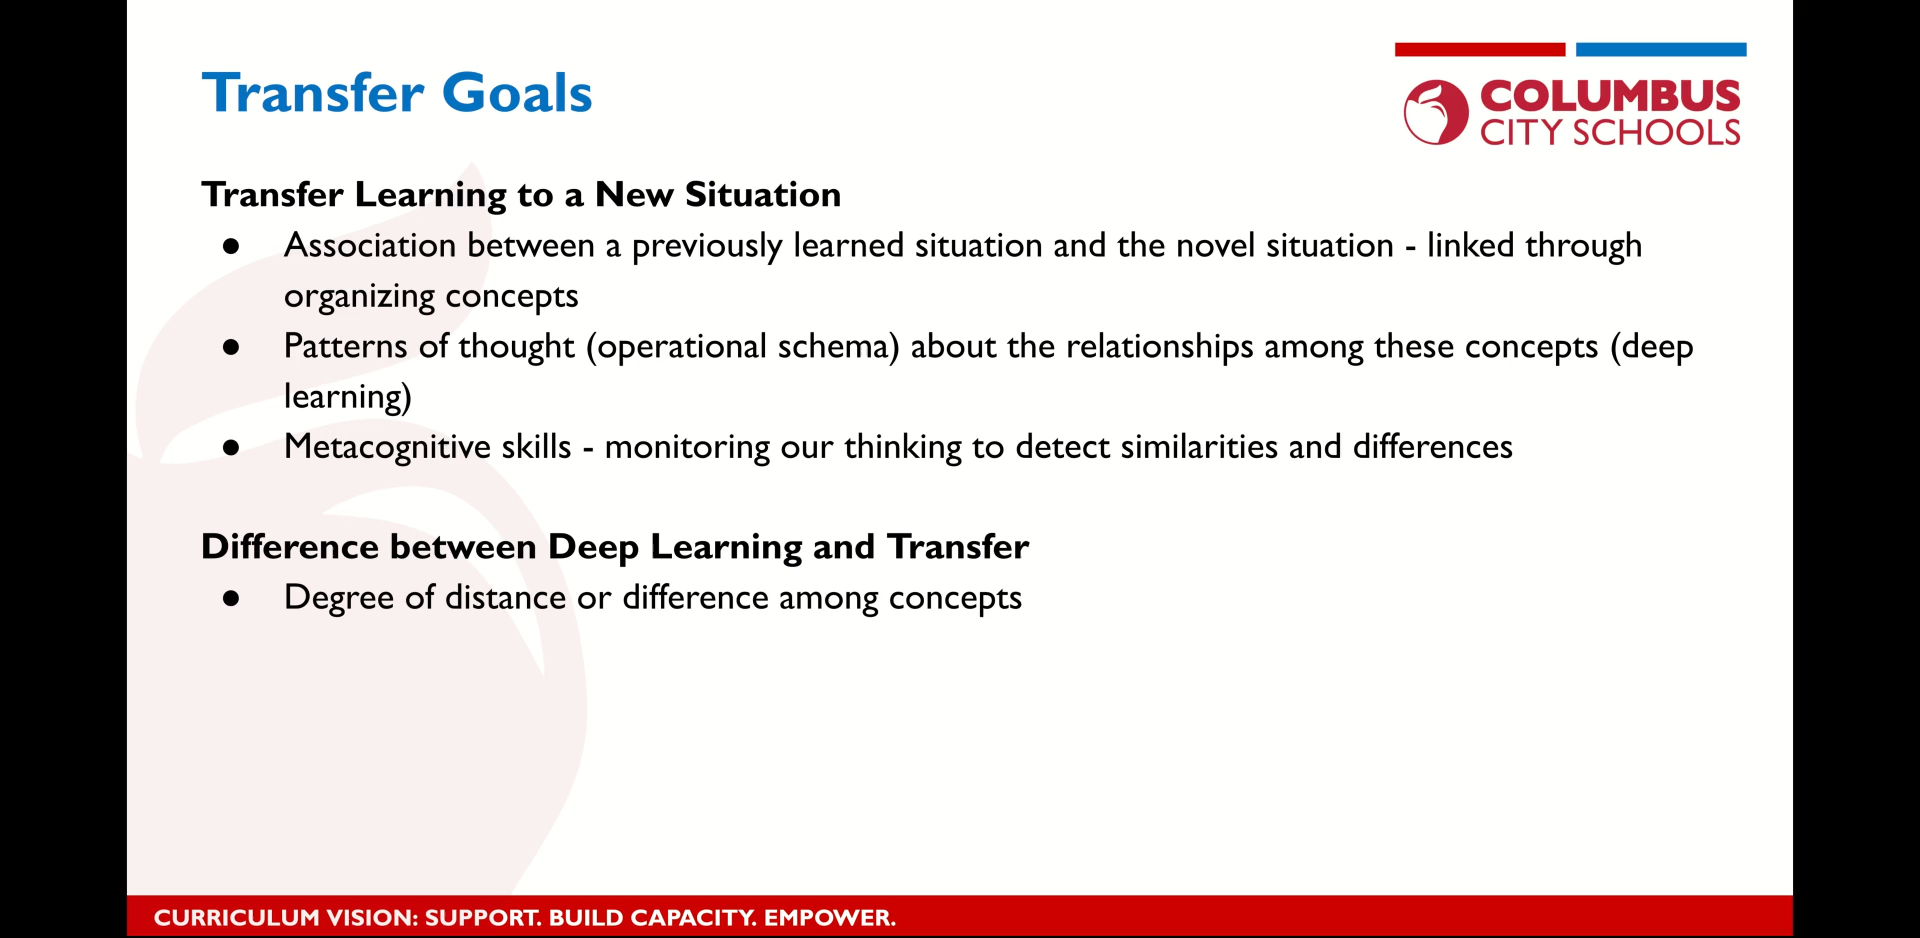 Transfer Goals
COLUMBUS
CITY SCHOOLS
Transfer Learning to a New Situation
● Association between a previously learned situation and the novel situation - linked through
organizing concepts
● Patterns of thought (operational schema) about the relationships among these concepts (deep
learning)
● Metacognitive skills - monitoring our thinking to detect similarities and differences
Difference between Deep Learning and Transfer
● Degree of distance or difference among concepts
CURRICULUM VISION: SUPPORT. BUILD CAPACITY. EMPOWER.